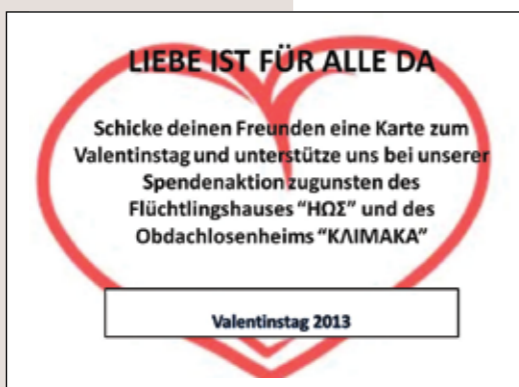 LIEBE IST FÜR ALLE DA
Schicke deinen Freunden eine Karte zum
Valentinstag und unterstütze uns bei unserer
Spendenaktion zugunsten des
Flüchtlingshauses "ΗΩΣ" und des
Obdachlosenheims "ΚΛΙΜΑΚΑ"
Valentinstag 2013